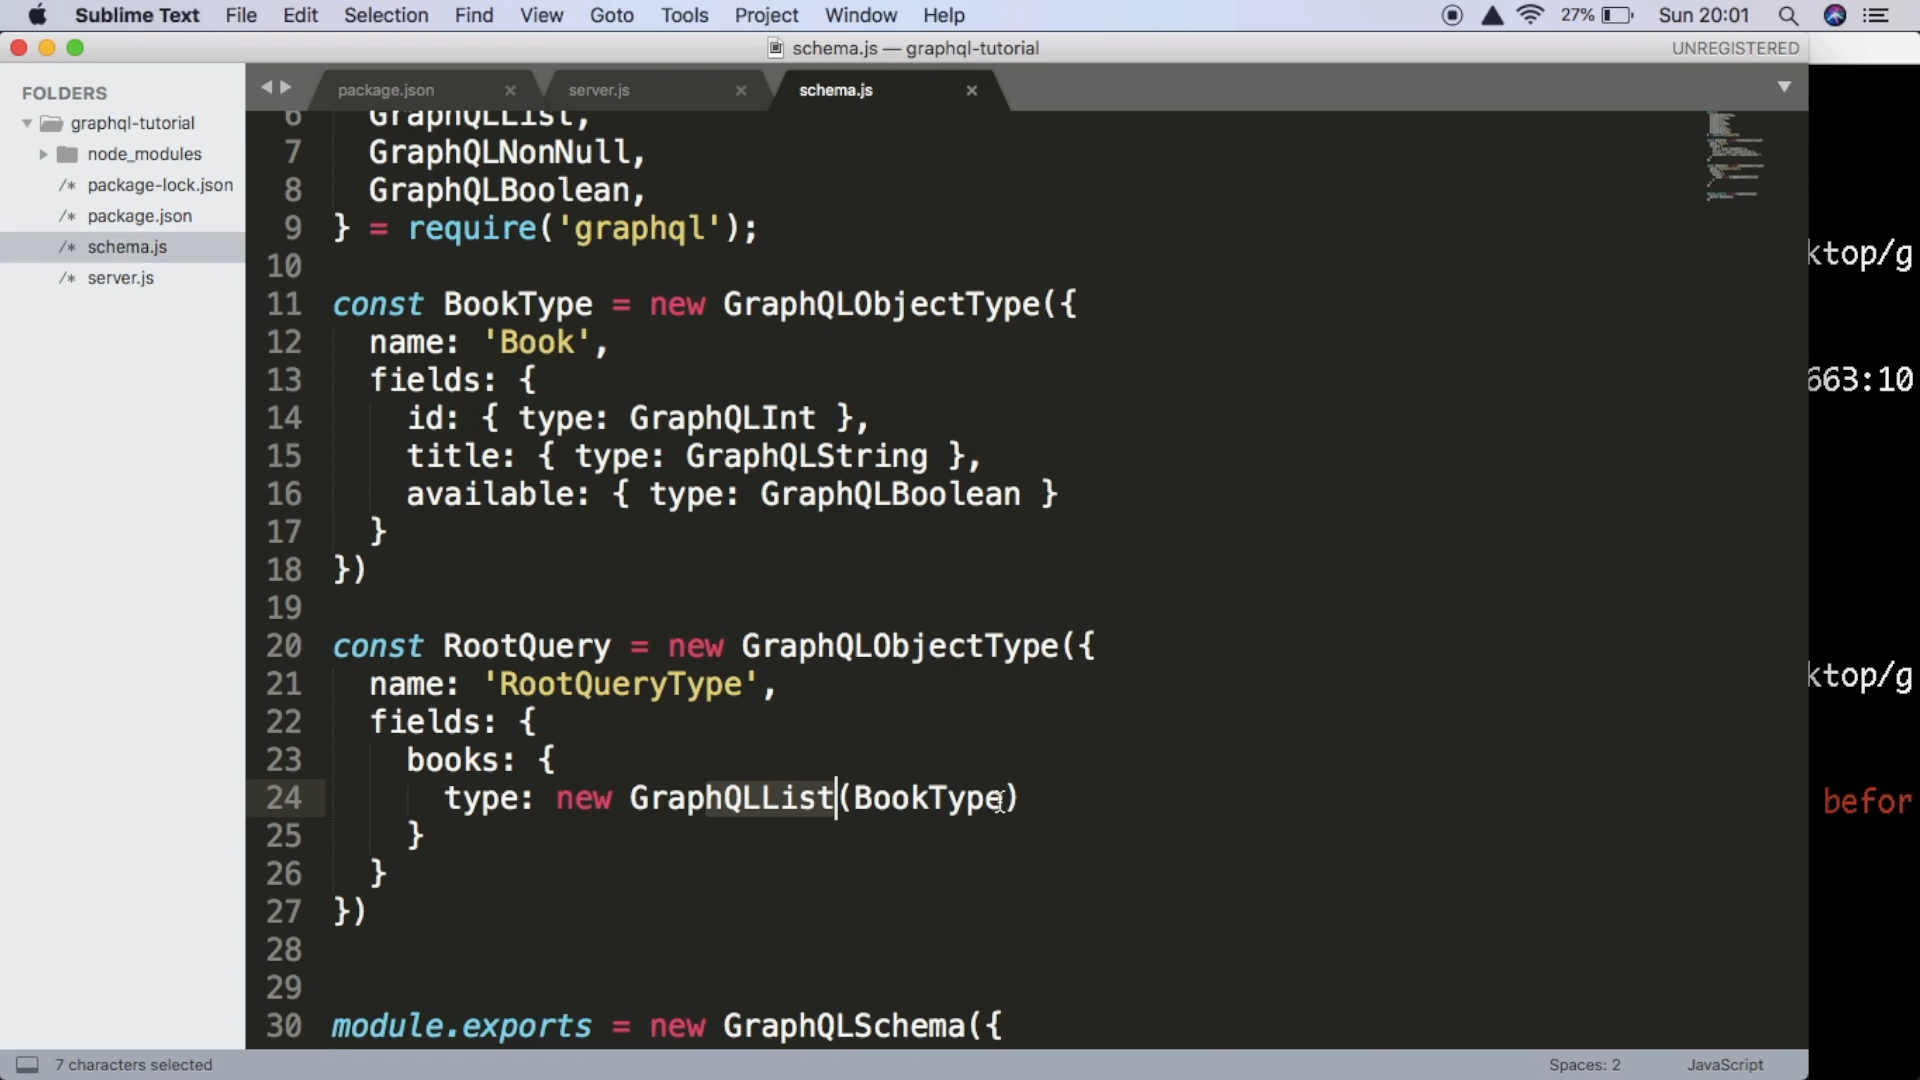 Sublime Text File Edit Selection Find View Goto Tools Project Window Help 27% Sun 20:01
schema.js — graphql-tutorial UNREGISTERED
FOLDERS
graphql-tutorial
node_modules
/* package-lock.json
/* package.json
/* schema.js
/* server.js
package.json × server.js × schema.js ×
6 GraphQLList,
7 GraphQLNonNull,
8 GraphQLBoolean,
9 } = require('graphql');
10
11 const BookType = new GraphQLObjectType({
12 name: 'Book',
13 fields: {
14 id: { type: GraphQLInt },
15 title: { type: GraphQLString },
16 available: { type: GraphQLBoolean }
17 }
18 })
19
20 const RootQuery = new GraphQLObjectType({
21 name: 'RootQueryType',
22 fields: {
23 books: {
24 type: new GraphQLList(BookType)
25 }
26 }
27 })
28
29
30 module.exports = new GraphQLSchema({
ktop/g
663:10
ktop/g
befor
7 characters selected Spaces: 2 JavaScript